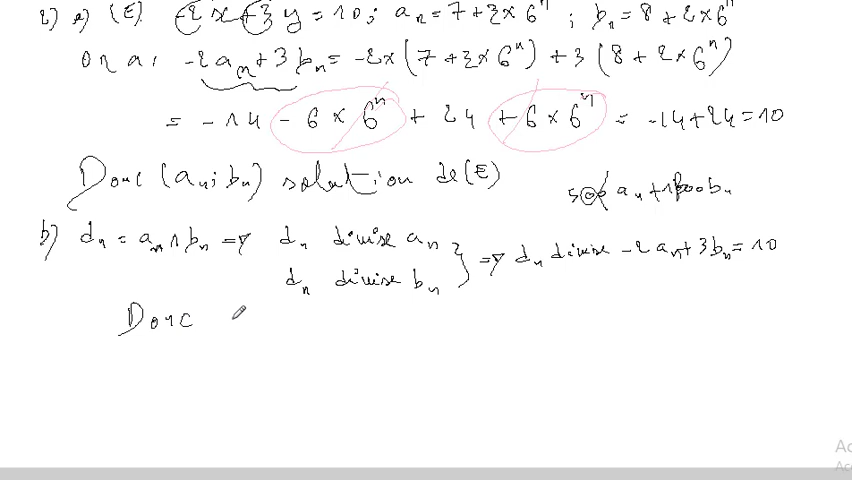 2) a) (E) -2x+3y=10 ; aₙ=7+3×6ⁿ ; bₙ=8+2×6ⁿ
on a : -2aₙ+3bₙ = -2×(7+3×6ⁿ) + 3(8+2×6ⁿ)
= -14 - 6×6ⁿ + 24 + 6×6ⁿ = -14+24=10
Donc (aₙ;bₙ) solution de (E)
b) dₙ = aₙ ∧ bₙ ⇒ dₙ divise aₙ
dₙ divise bₙ } ⇒ dₙ divise -2aₙ+3bₙ=10
Donc